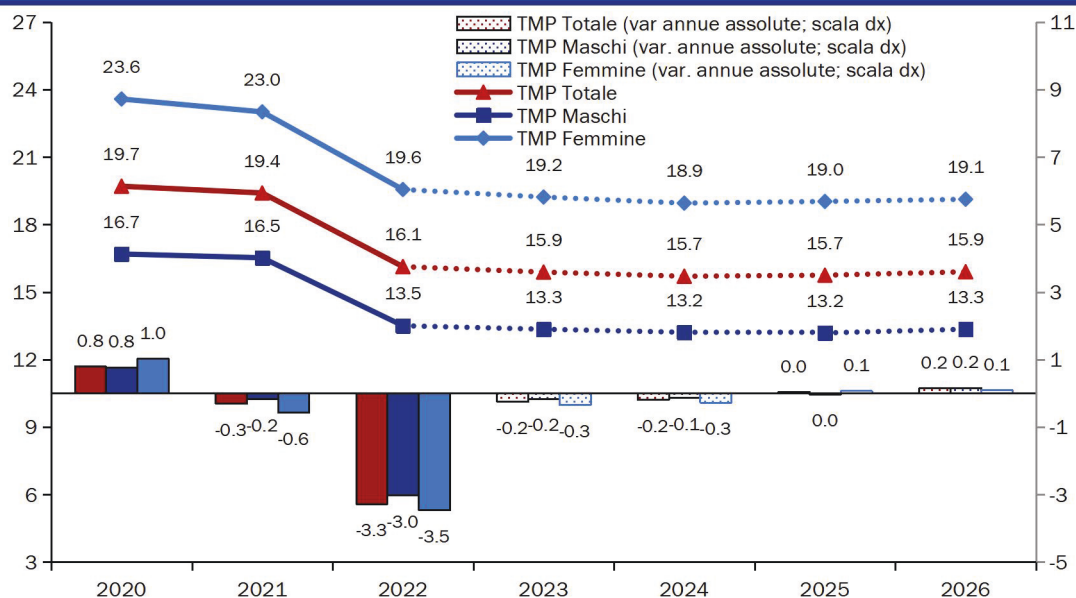 TMP Totale (var annue assolute; scala dx)
TMP Maschi (var. annue assolute; scala dx)
TMP Femmine (var. annue assolute; scala dx)
TMP Totale
TMP Maschi
TMP Femmine
27 11
24 9
21 7
18 5
15 3
12 1
9 -1
6 -3
3 -5
23.6 23.0 19.6 19.2 18.9 19.0 19.1
19.7 19.4 16.1 15.9 15.7 15.7 15.9
16.7 16.5 13.5 13.3 13.2 13.2 13.3
0.8 0.8 1.0 0.0 0.1 0.2 0.2 0.1
-0.3 -0.2 -0.6 -0.2 -0.2 -0.3 -0.2 -0.1 -0.3 0.0
-3.3 -3.0 -3.5
2020 2021 2022 2023 2024 2025 2026